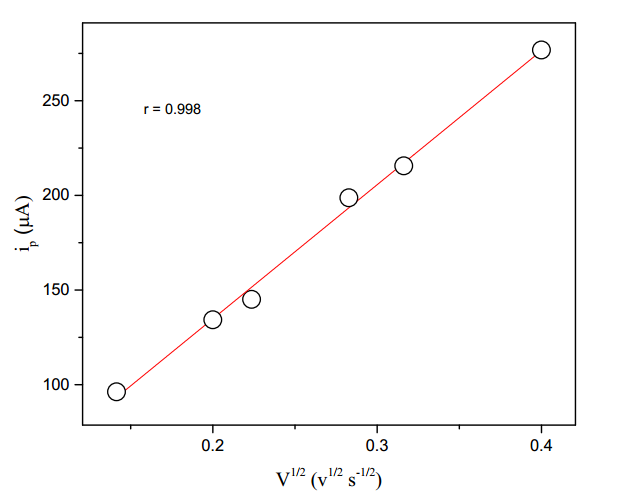 250
r = 0.998
200
i_p (μA)
150
100
0.2 0.3 0.4
V^1/2 (v^1/2 s^-1/2)